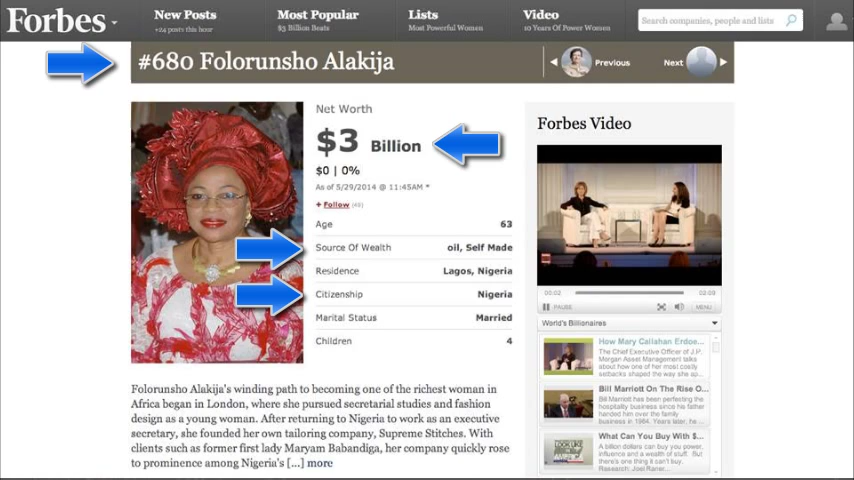 Forbes
New Posts
+24 posts this hour
Most Popular
$3 Billion Beats
Lists
Most Powerful Women
Video
10 Years Of Power Women
Search companies, people and lists
#680 Folorunsho Alakija
Previous
Next
Net Worth
$3 Billion
$0 | 0%
As of 5/29/2014 @ 11:45AM *
+ Follow (49)
Age 63
Source Of Wealth oil, Self Made
Residence Lagos, Nigeria
Citizenship Nigeria
Marital Status Married
Children 4
Folorunsho Alakija's winding path to becoming one of the richest woman in
Africa began in London, where she pursued secretarial studies and fashion
design as a young woman. After returning to Nigeria to work as an executive
secretary, she founded her own tailoring company, Supreme Stitches. With
clients such as former first lady Maryam Babandiga, her company quickly rose
to prominence among Nigeria's [...] more
Forbes Video
00:02
02:09
PAUSE
MENU
World's Billionaires
How Mary Callahan Erdoe...
The Chief Executive Officer of J.P.
Morgan Asset Management talks
about how one of her most costly
setbacks shaped the way she ap...
Bill Marriott On The Rise O...
Bill Marriott has been perfecting the
hospitality business since his father
handed him over the family
business in 1964. Years later, he ...
What Can You Buy With $...
A billion dollars can buy you power,
influence and a wealth of stuff. But
there's one thing it can't buy.
Research: Joel Raner...
LOOK LIKE